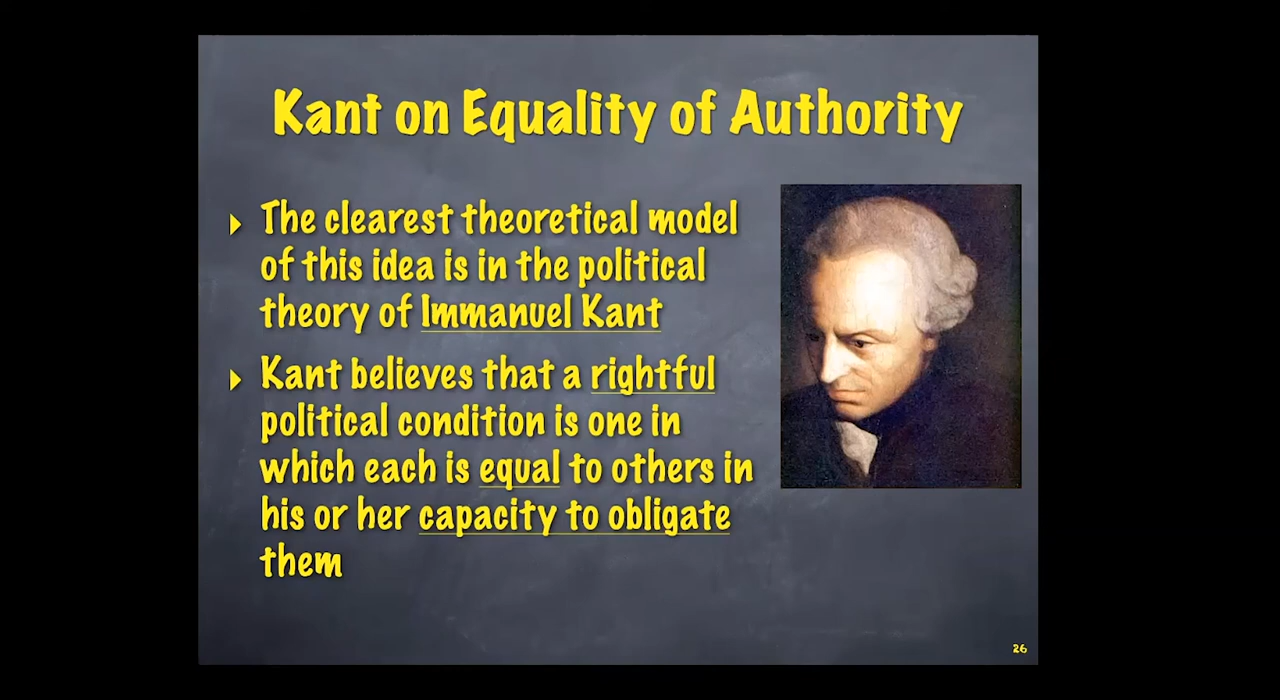 Kant on Equality of Authority
The clearest theoretical model
of this idea is in the political
theory of Immanuel Kant
Kant believes that a rightful
political condition is one in
which each is equal to others in
his or her capacity to obligate
them
26